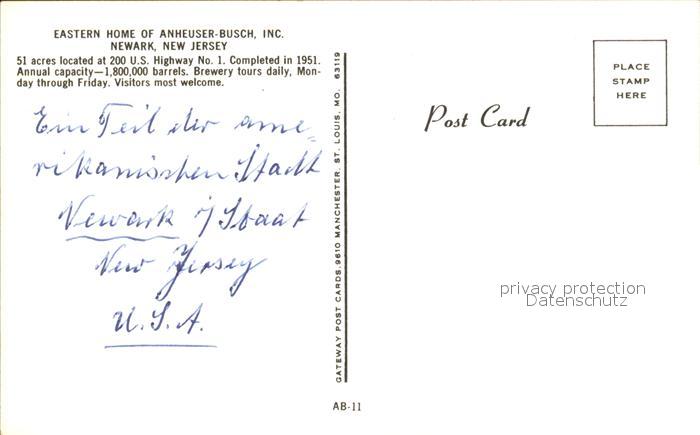 EASTERN HOME OF ANHEUSER-BUSCH, INC.
NEWARK, NEW JERSEY
51 acres located at 200 U.S. Highway No. 1. Completed in 1951.
Annual capacity—1,800,000 barrels. Brewery tours daily, Mon-
day through Friday. Visitors most welcome.
Ein Teil der ame=
rikanischen Stadt
Newark i/ Staat
New Jersey
U.S.A.
GATEWAY POST CARDS. 9610 MANCHESTER. ST. LOUIS, MO. 63119
Post Card
PLACE
STAMP
HERE
privacy protection
Datenschutz
AB-11